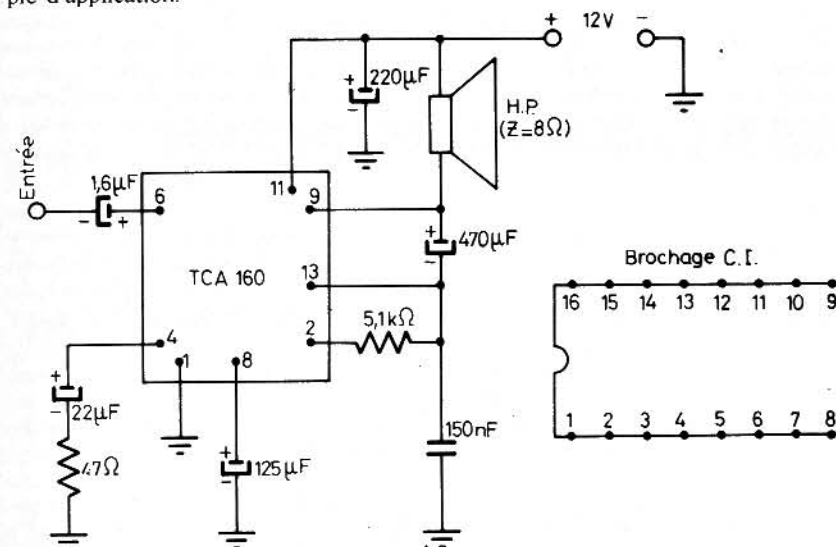 ple d'application.
+ 12V -
220μF
+
-
H.P.
(Z=8Ω)
Entrée
1,6μF
- +
6
11
9
+
-
470μF
TCA 160
13
Brochage C.I.
16 15 14 13 12 11 10 9
5,1kΩ
4
2
1
8
+
-
22μF
47Ω
+
-
125μF
150nF
1 2 3 4 5 6 7 8